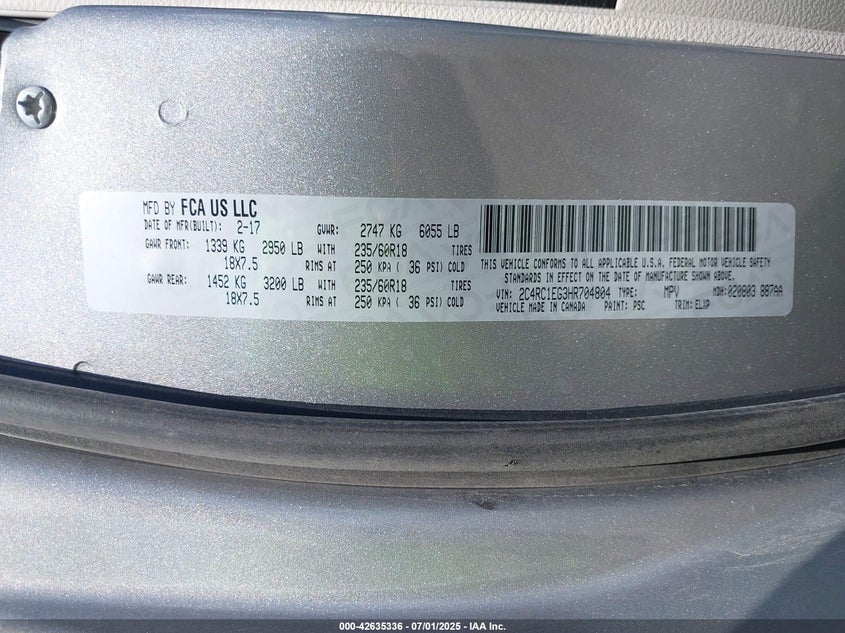 MFD BY FCA US LLC
DATE OF MFR(BUILT): 2-17 GVWR: 2747 KG 6055 LB
GAWR FRONT: 1339 KG 2950 LB WITH 235/60R18 TIRES
18X7.5 RIMS AT 250 KPA ( 36 PSI) COLD
GAWR REAR: 1452 KG 3200 LB WITH 235/60R18 TIRES
18X7.5 RIMS AT 250 KPA ( 36 PSI) COLD
THIS VEHICLE CONFORMS TO ALL APPLICABLE U.S.A. FEDERAL MOTOR VEHICLE SAFETY
STANDARDS IN EFFECT ON THE DATE OF MANUFACTURE SHOWN ABOVE.
VIN: 2C4RC1EG3HR704804 TYPE: MPV MDH: 020803 887AA
VEHICLE MADE IN CANADA PAINT: PSC TRIM: ELXP
000-42635336 - 07/01/2025 - IAA Inc.